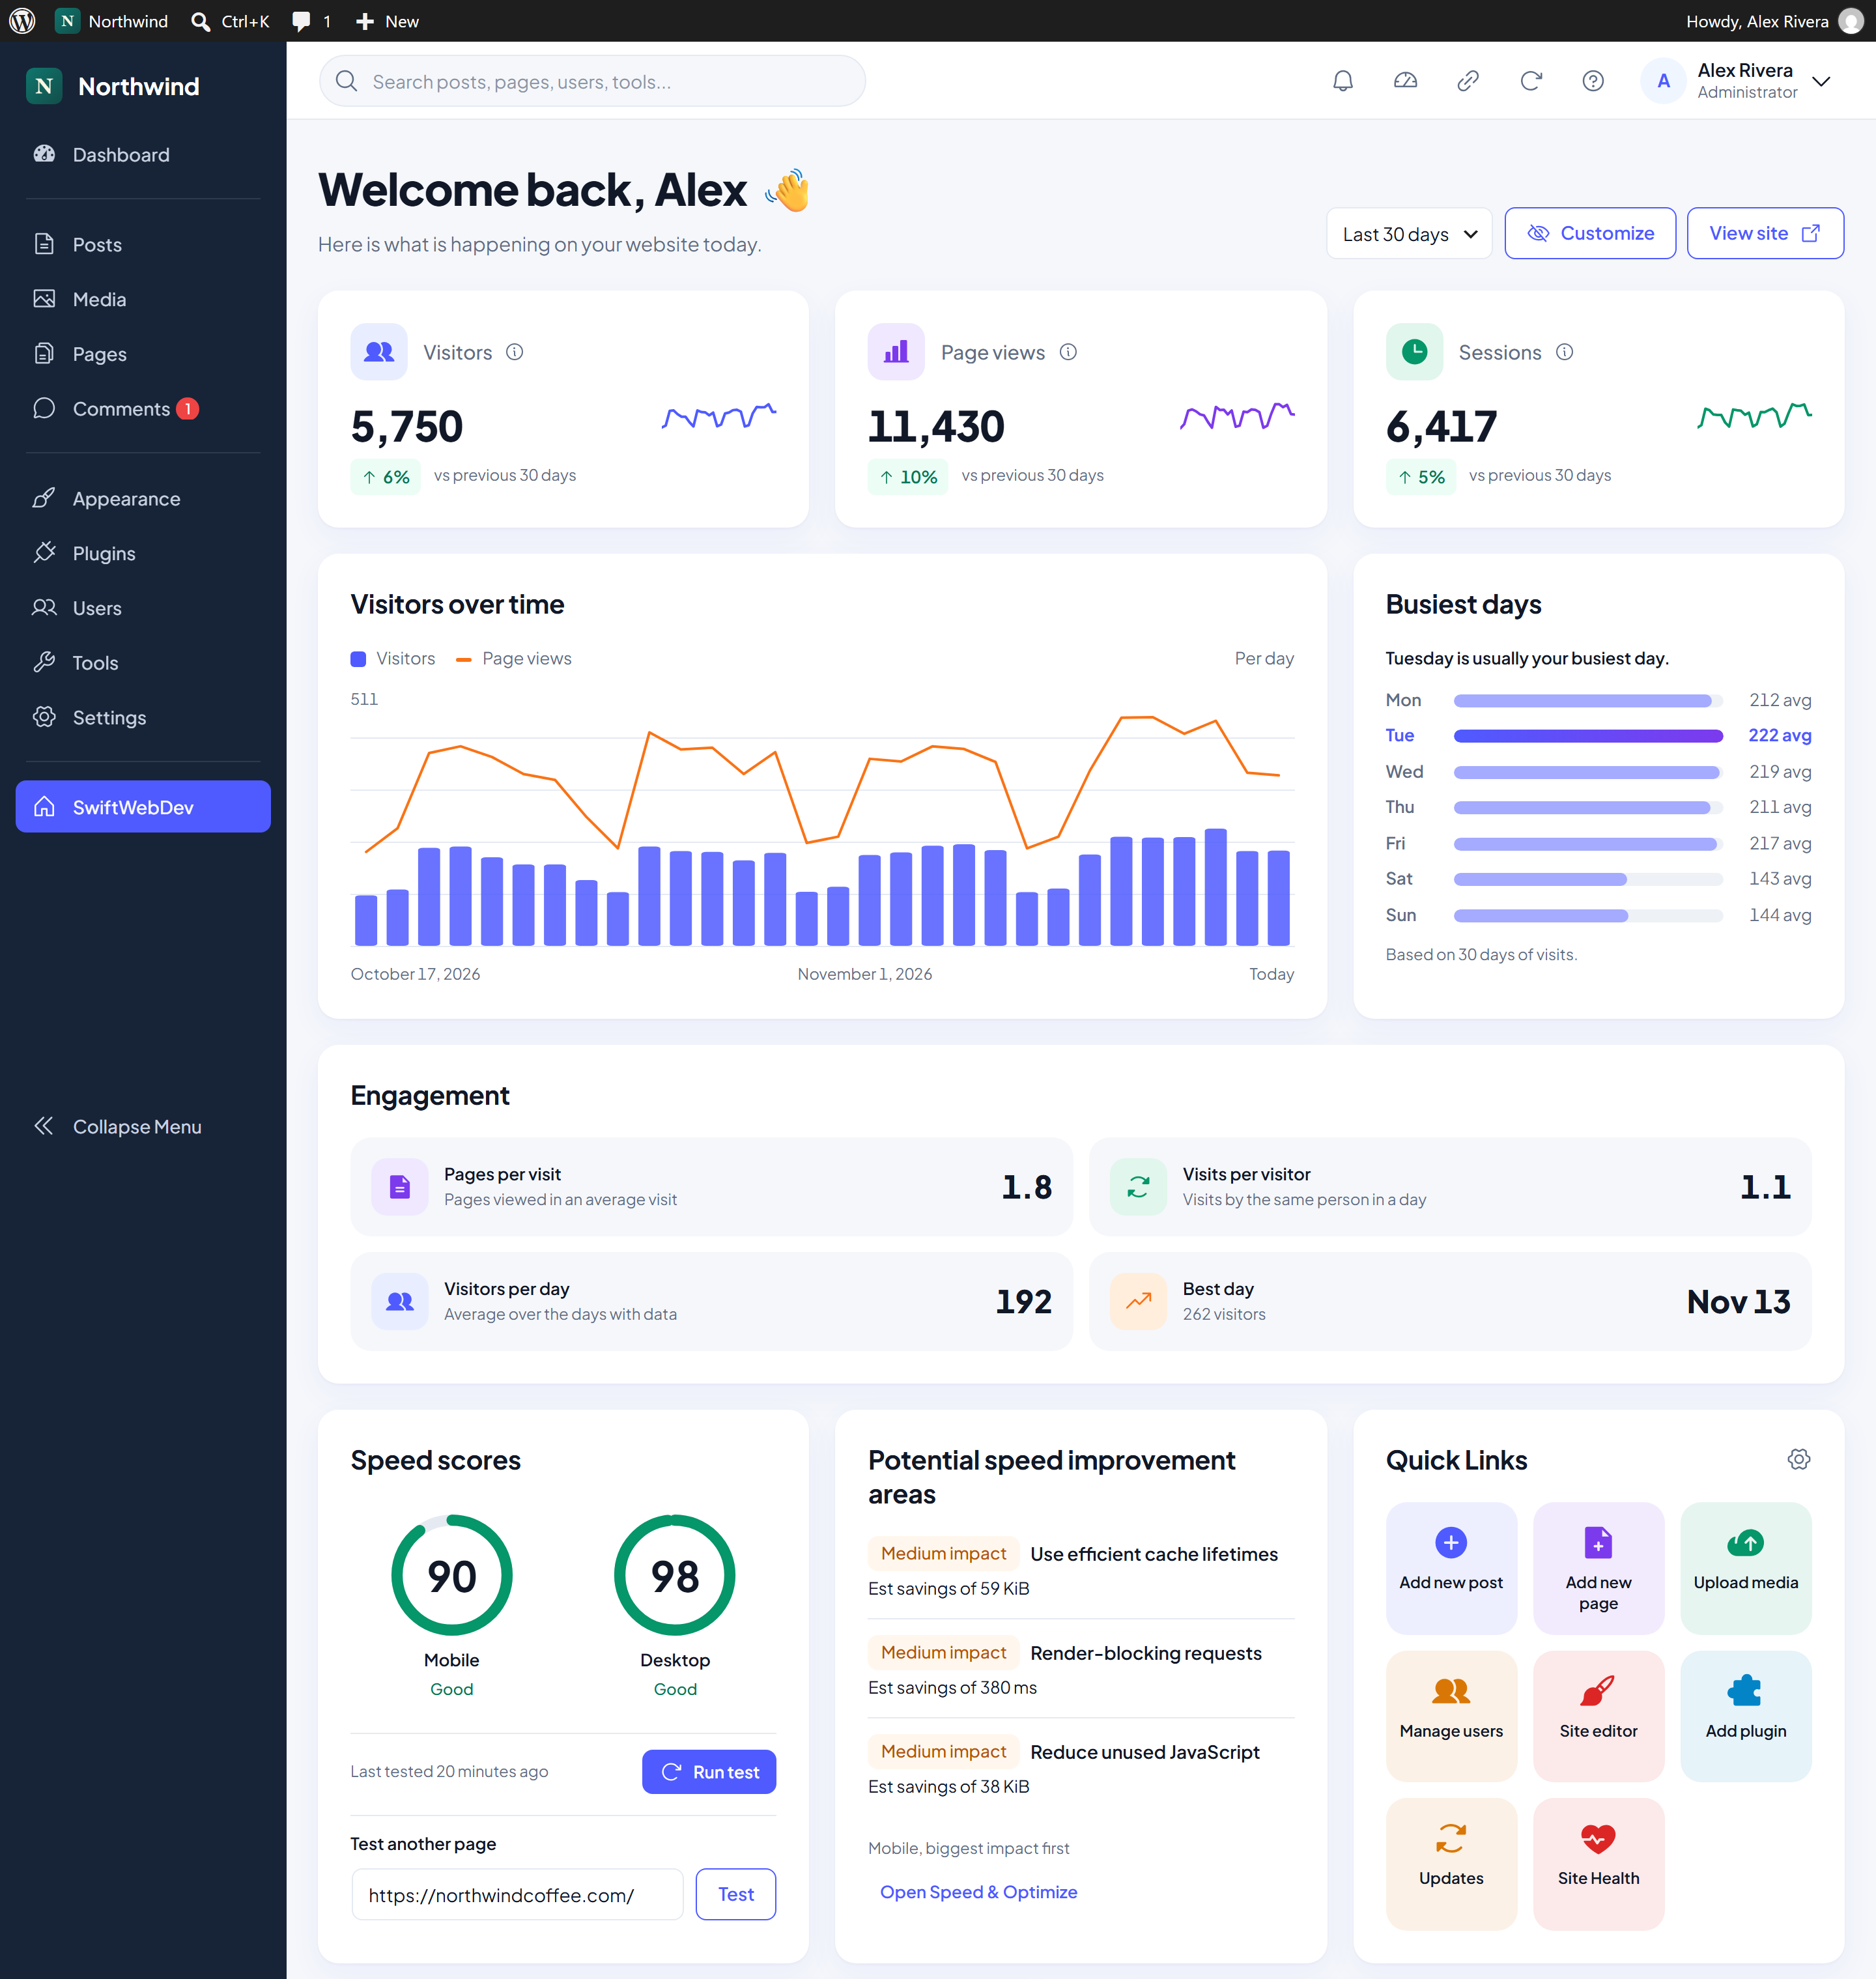 Northwind Ctrl+K 1 New Howdy, Alex Rivera
N Northwind
Search posts, pages, users, tools...
A Alex Rivera
Administrator
Dashboard
Posts
Media
Pages
Comments 1
Appearance
Plugins
Users
Tools
Settings
SwiftWebDev
Collapse Menu
Welcome back, Alex 👋
Here is what is happening on your website today.
Last 30 days Customize View site
Visitors
5,750
↑ 6% vs previous 30 days
Page views
11,430
↑ 10% vs previous 30 days
Sessions
6,417
↑ 5% vs previous 30 days
Visitors over time
Visitors Page views Per day
511
October 17, 2026 November 1, 2026 Today
Busiest days
Tuesday is usually your busiest day.
Mon 212 avg
Tue 222 avg
Wed 219 avg
Thu 211 avg
Fri 217 avg
Sat 143 avg
Sun 144 avg
Based on 30 days of visits.
Engagement
Pages per visit
Pages viewed in an average visit
1.8
Visits per visitor
Visits by the same person in a day
1.1
Visitors per day
Average over the days with data
192
Best day
262 visitors
Nov 13
Speed scores
90 98
Mobile Desktop
Good Good
Last tested 20 minutes ago Run test
Test another page
https://northwindcoffee.com/ Test
Potential speed improvement
areas
Medium impact Use efficient cache lifetimes
Est savings of 59 KiB
Medium impact Render-blocking requests
Est savings of 380 ms
Medium impact Reduce unused JavaScript
Est savings of 38 KiB
Mobile, biggest impact first
Open Speed & Optimize
Quick Links
Add new post
Add new
page
Upload media
Manage users
Site editor
Add plugin
Updates
Site Health